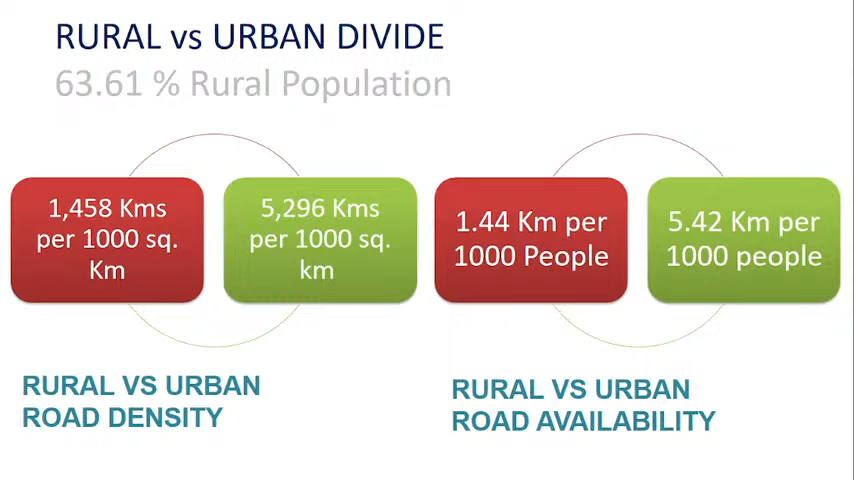 RURAL vs URBAN DIVIDE
63.61 % Rural Population
1,458 Kms
per 1000 sq.
Km
5,296 Kms
per 1000 sq.
km
1.44 Km per
1000 People
5.42 Km per
1000 people
RURAL VS URBAN
ROAD DENSITY
RURAL VS URBAN
ROAD AVAILABILITY